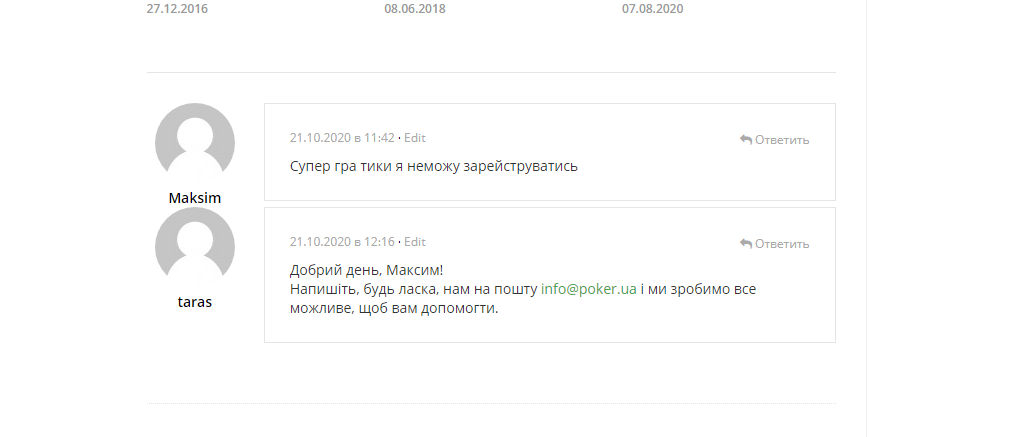 27.12.2016 08.06.2018 07.08.2020
21.10.2020 в 11:42 · Edit
Ответить
Супер гра тики я неможу зарейструватись
Maksim
21.10.2020 в 12:16 · Edit
Ответить
Добрий день, Максим!
Напишіть, будь ласка, нам на пошту info@poker.ua і ми зробимо все
можливе, щоб вам допомогти.
taras